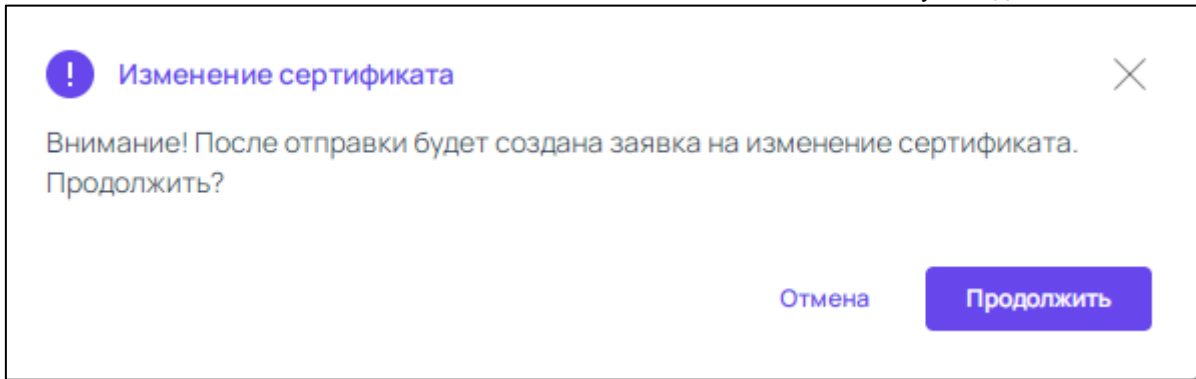 !
Изменение сертификата
Внимание! После отправки будет создана заявка на изменение сертификата.
Продолжить?
Отмена
Продолжить